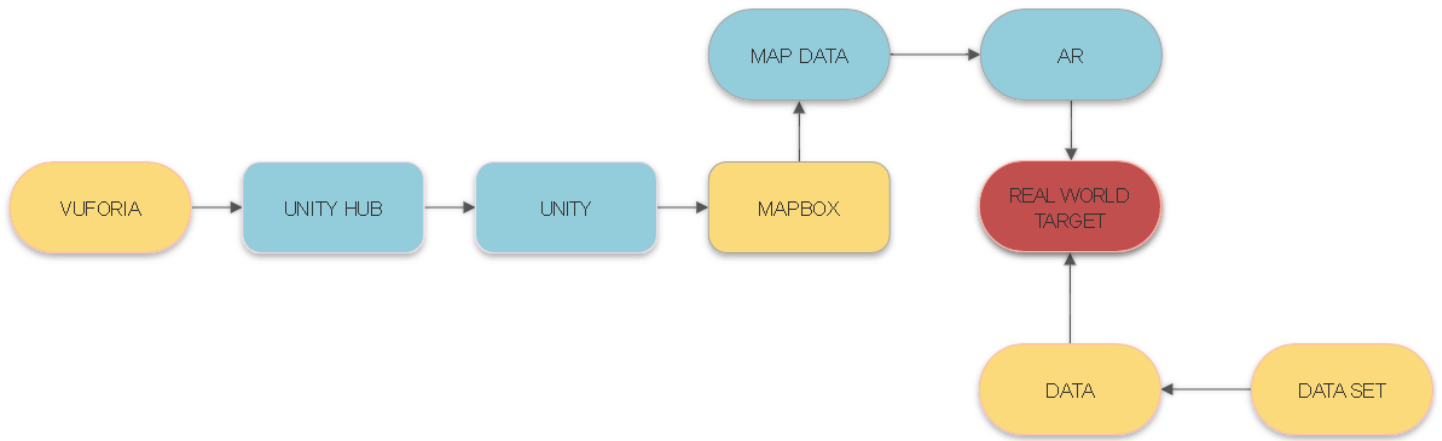 MAP DATA
AR
VUFORIA
UNITY HUB
UNITY
MAPBOX
REAL WORLD
TARGET
DATA
DATA SET